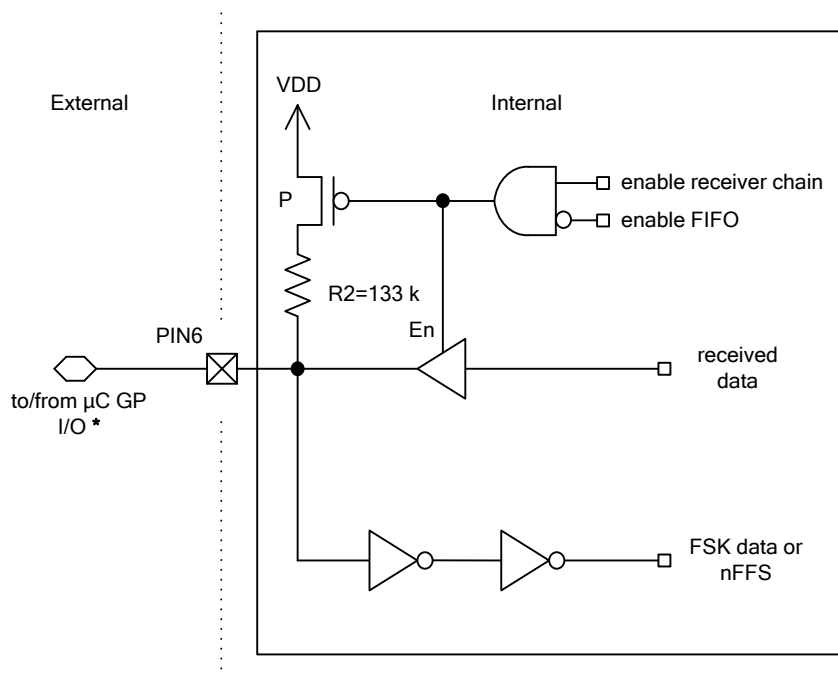 External
Internal
VDD
P
enable receiver chain
enable FIFO
R2=133 k
En
PIN6
received
data
to/from µC GP
I/O *
FSK data or
nFFS